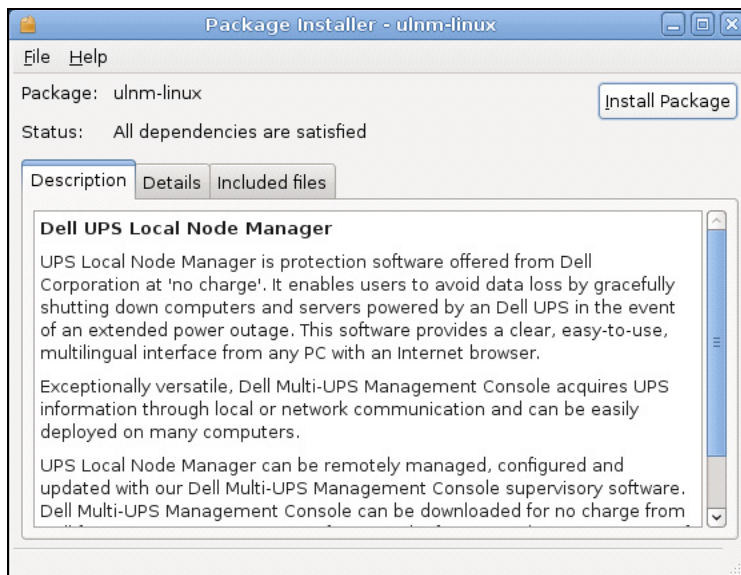 Package Installer - ulnm-linux
File Help
Package: ulnm-linux
Install Package
Status: All dependencies are satisfied
Description Details Included files
Dell UPS Local Node Manager
UPS Local Node Manager is protection software offered from Dell
Corporation at 'no charge'. It enables users to avoid data loss by gracefully
shutting down computers and servers powered by an Dell UPS in the event
of an extended power outage. This software provides a clear, easy-to-use,
multilingual interface from any PC with an Internet browser.
Exceptionally versatile, Dell Multi-UPS Management Console acquires UPS
information through local or network communication and can be easily
deployed on many computers.
UPS Local Node Manager can be remotely managed, configured and
updated with our Dell Multi-UPS Management Console supervisory software.
Dell Multi-UPS Management Console can be downloaded for no charge from